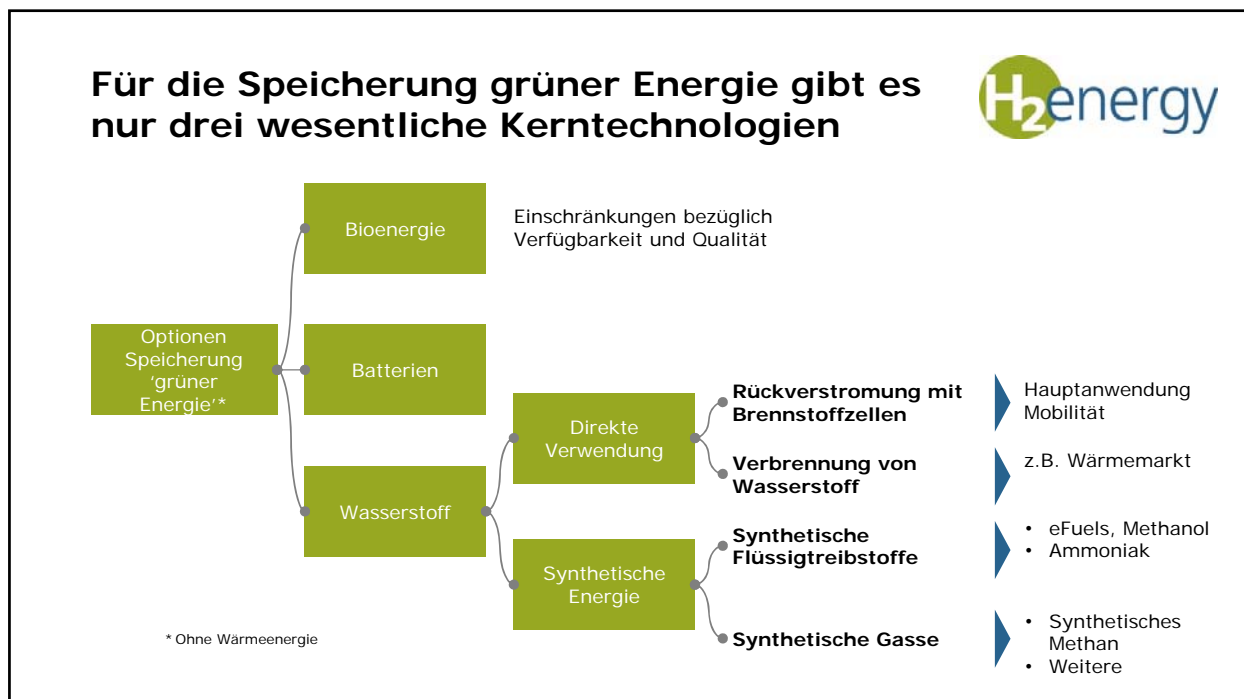 Für die Speicherung grüner Energie gibt es
nur drei wesentliche Kerntechnologien
H2energy
Bioenergie
Einschränkungen bezüglich
Verfügbarkeit und Qualität
Optionen
Speicherung
‘grüner
Energie’*
Batterien
Wasserstoff
Direkte
Verwendung
Synthetische
Energie
Rückverstromung mit
Brennstoffzellen
Hauptanwendung
Mobilität
Verbrennung von
Wasserstoff
z.B. Wärmemarkt
Synthetische
Flüssigtreibstoffe
• eFuels, Methanol
• Ammoniak
Synthetische Gasse
• Synthetisches
Methan
• Weitere
* Ohne Wärmeenergie